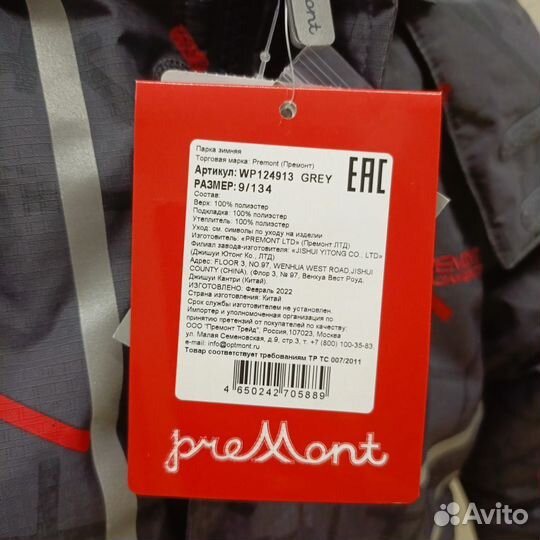 premont
Парка зимняя
Торговая марка: Premont (Премонт)
Артикул: WP124913 GREY
РАЗМЕР: 9/134
EAC
Состав:
Верх: 100% полиэстер
Подкладка: 100% полиэстер
Утеплитель: 100% полиэстер
Уход: см. символы по уходу на изделии
Изготовитель: «PREMONT LTD» (Премонт ЛТД)
Филиал завода-изготовителя: «JISHUI YITONG CO., LTD»
(Джишуи Ютонг Ко., ЛТД)
Адрес: FLOOR 3, NO.97, WENHUA WEST ROAD,JISHUI
COUNTY (CHINA), (Флор 3, № 97, Венхуа Вест Роуд,
Джишуи Кантри (Китай)
ИЗГОТОВЛЕНО: Февраль 2022
Страна изготовления: Китай
Срок службы изготовителем не установлен.
Импортер и уполномоченная организация по
принятию претензий от покупателей по качеству:
ООО "Премонт Трейд", Россия,107023, Москва
ул. Малая Семеновская, д.9, стр.3, т. +7 (800) 100-35-83,
e-mail: info@optmont.ru
Товар соответствует требованиям ТР ТС 007/2011
4 650242 705889
preMont
Avito